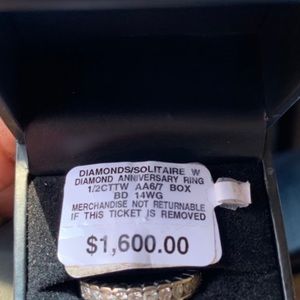 DIAMONDS/SOLITAIRE W
DIAMOND ANNIVERSARY RING
1/2CTTW AA6/7 BOX
BD 14WG
MERCHANDISE NOT RETURNABLE
IF THIS TICKET IS REMOVED
$1,600.00